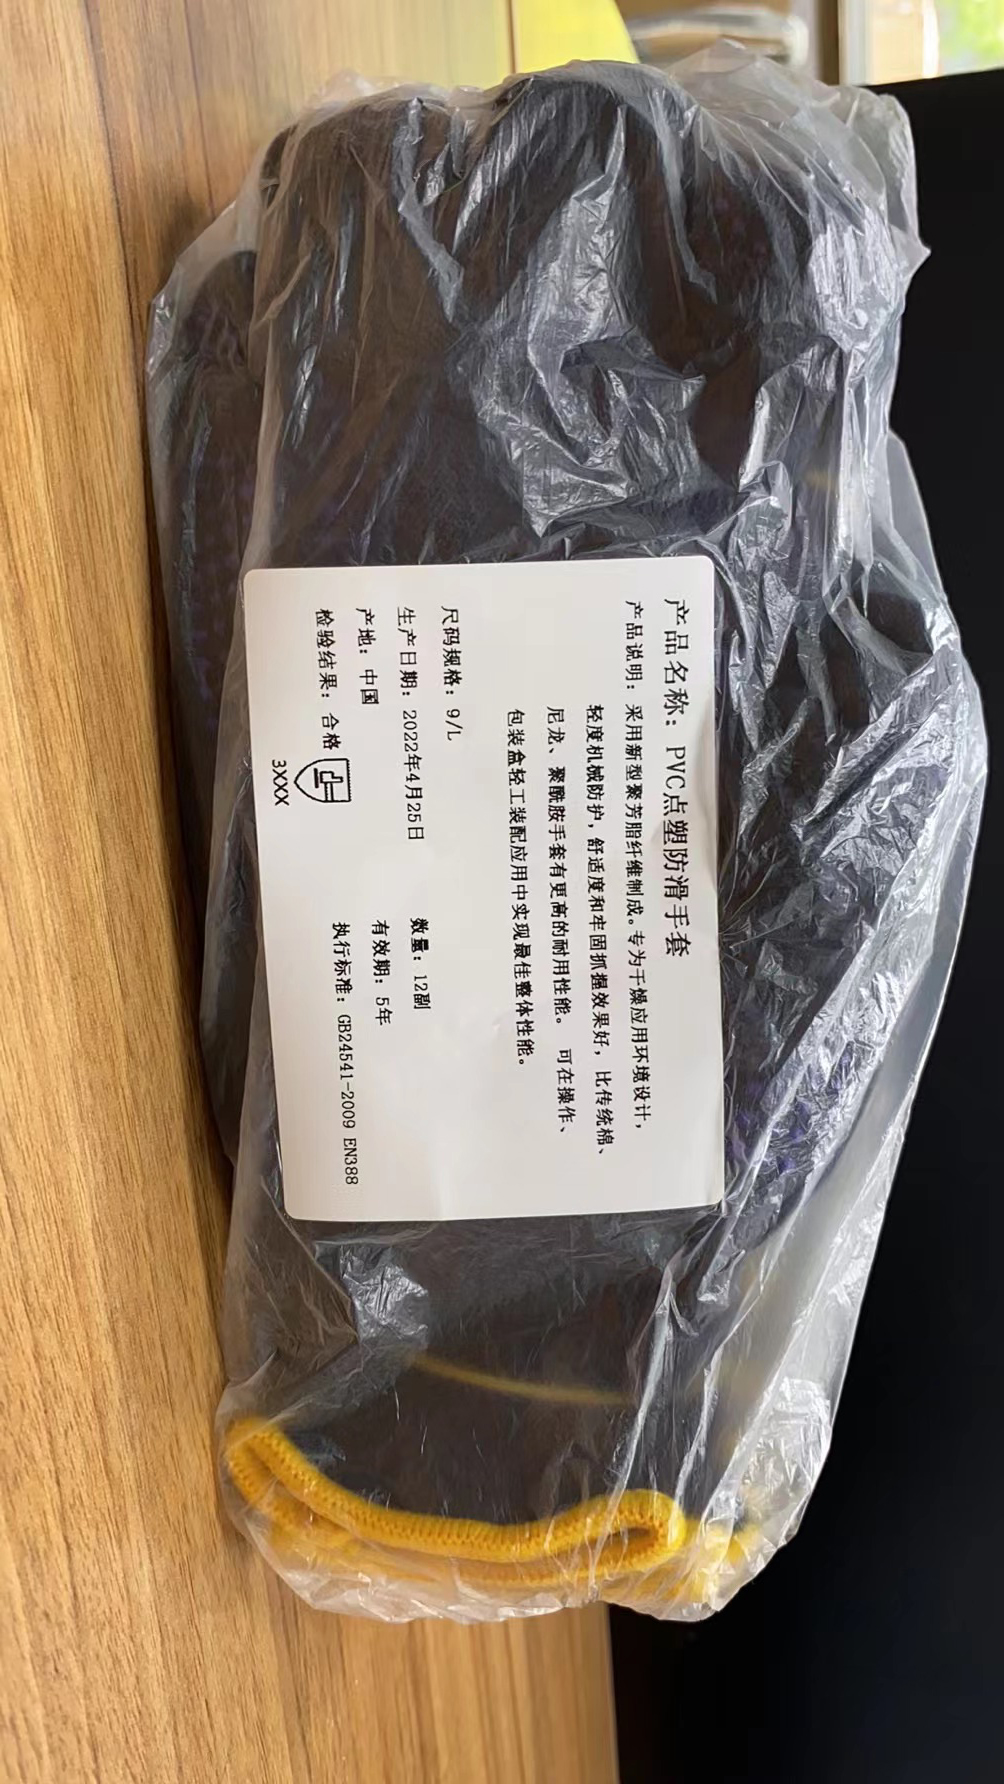 产品名称：PVC点塑防滑手套
产品说明：采用新型聚芳脂纤维制成。专为干燥应用环境设计，
轻度机械防护，舒适度和牢固抓握效果好，比传统棉、
尼龙、聚酰胺手套有更高的耐用性能。 可在操作、
包装盒轻工装配应用中实现最佳整体性能。
尺码规格：9/L
数量：12副
生产日期：2022年4月25日
有效期：5年
产地：中国
执行标准：GB24541-2009 EN388
检验结果：合格
3XXX